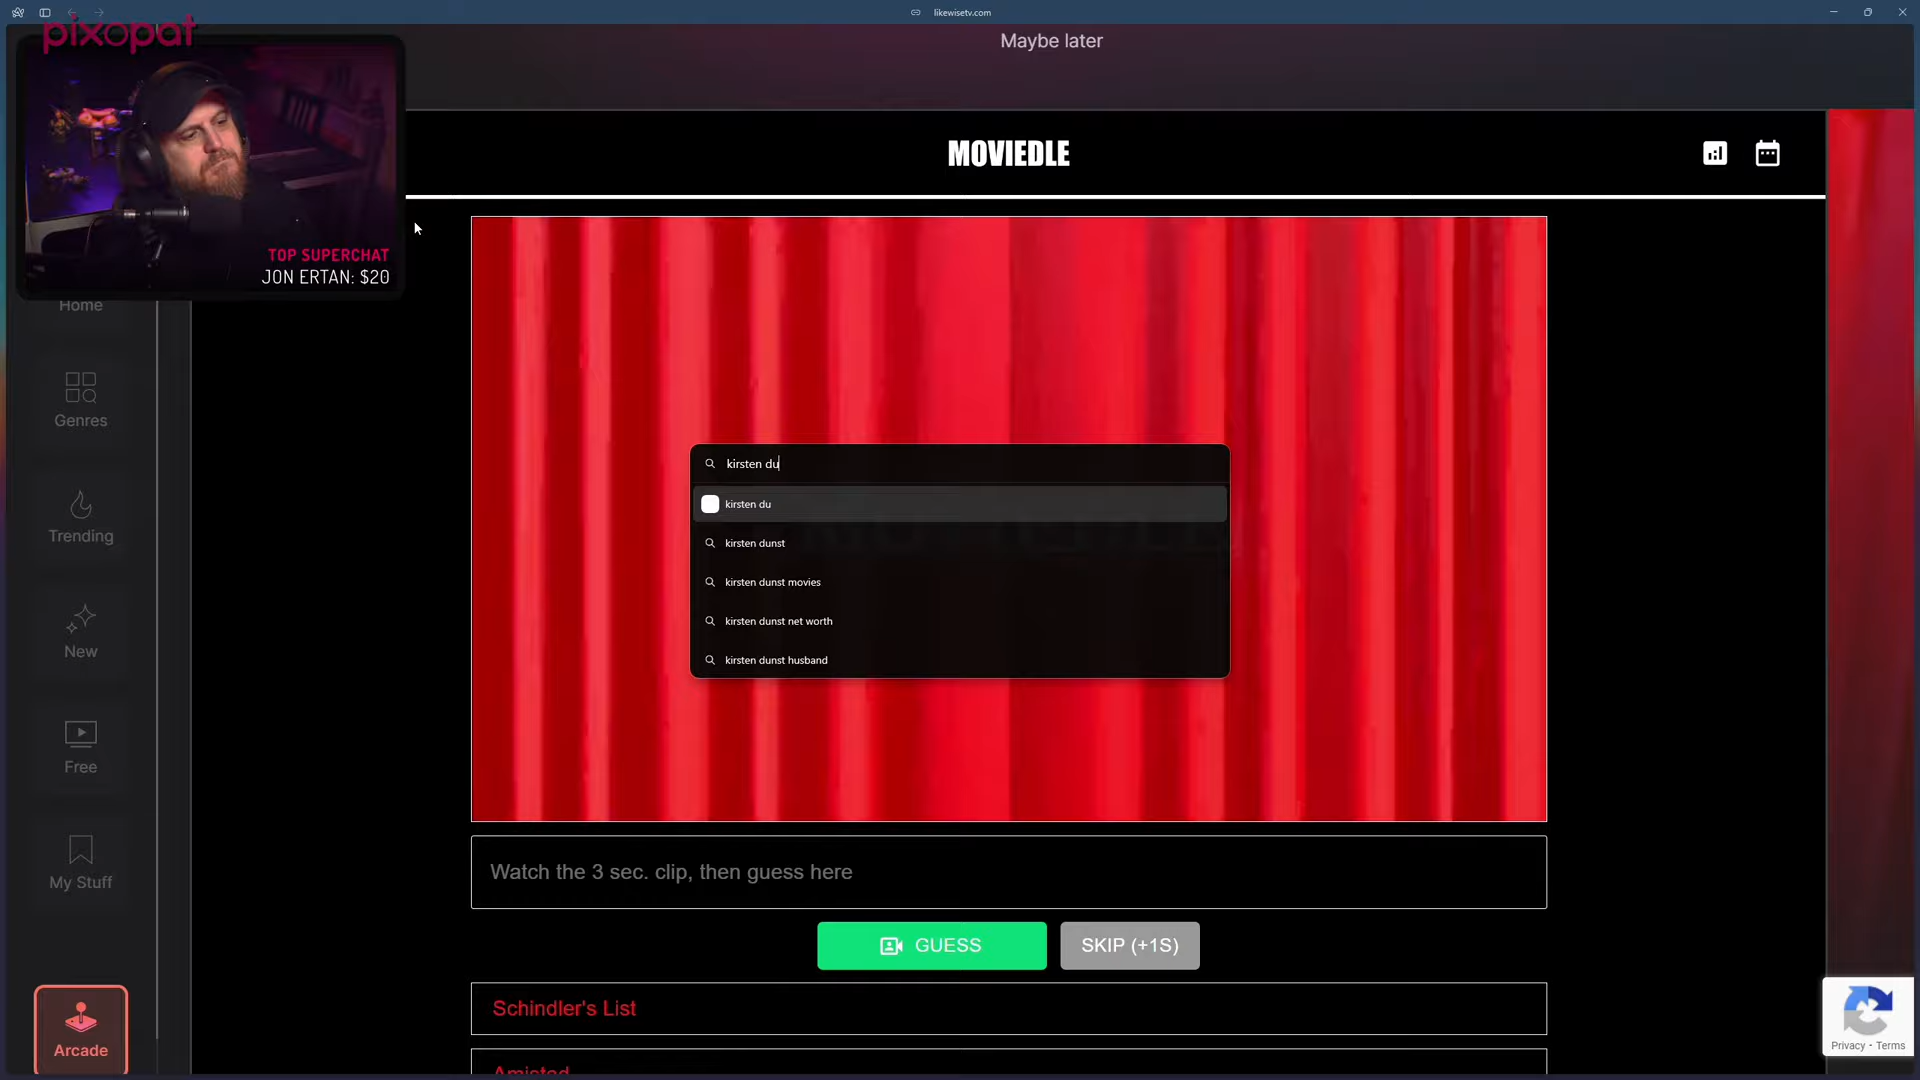 likewisetv.com
pixopat
Maybe later
MOVIEDLE
TOP SUPERCHAT
JON ERTAN: $20
Home
Genres
Trending
New
Free
My Stuff
Arcade
kirsten du
kirsten du
kirsten dunst
kirsten dunst movies
kirsten dunst net worth
kirsten dunst husband
Watch the 3 sec. clip, then guess here
GUESS
SKIP (+1S)
Schindler's List
Amistad
Privacy - Terms